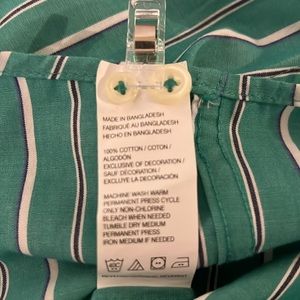 MADE IN BANGLADESH
FABRIQUÉ AU BANGLADESH
HECHO EN BANGLADESH
100% COTTON / COTON /
ALGODON
EXCLUSIVE OF DECORATION /
SAUF DÉCORATION /
EXCLUYE LA DECORACIÓN
MACHINE WASH WARM
PERMANENT PRESS CYCLE
ONLY NON-CHLORINE
BLEACH WHEN NEEDED
TUMBLE DRY MEDIUM
PERMANENT PRESS
IRON MEDIUM IF NEEDED